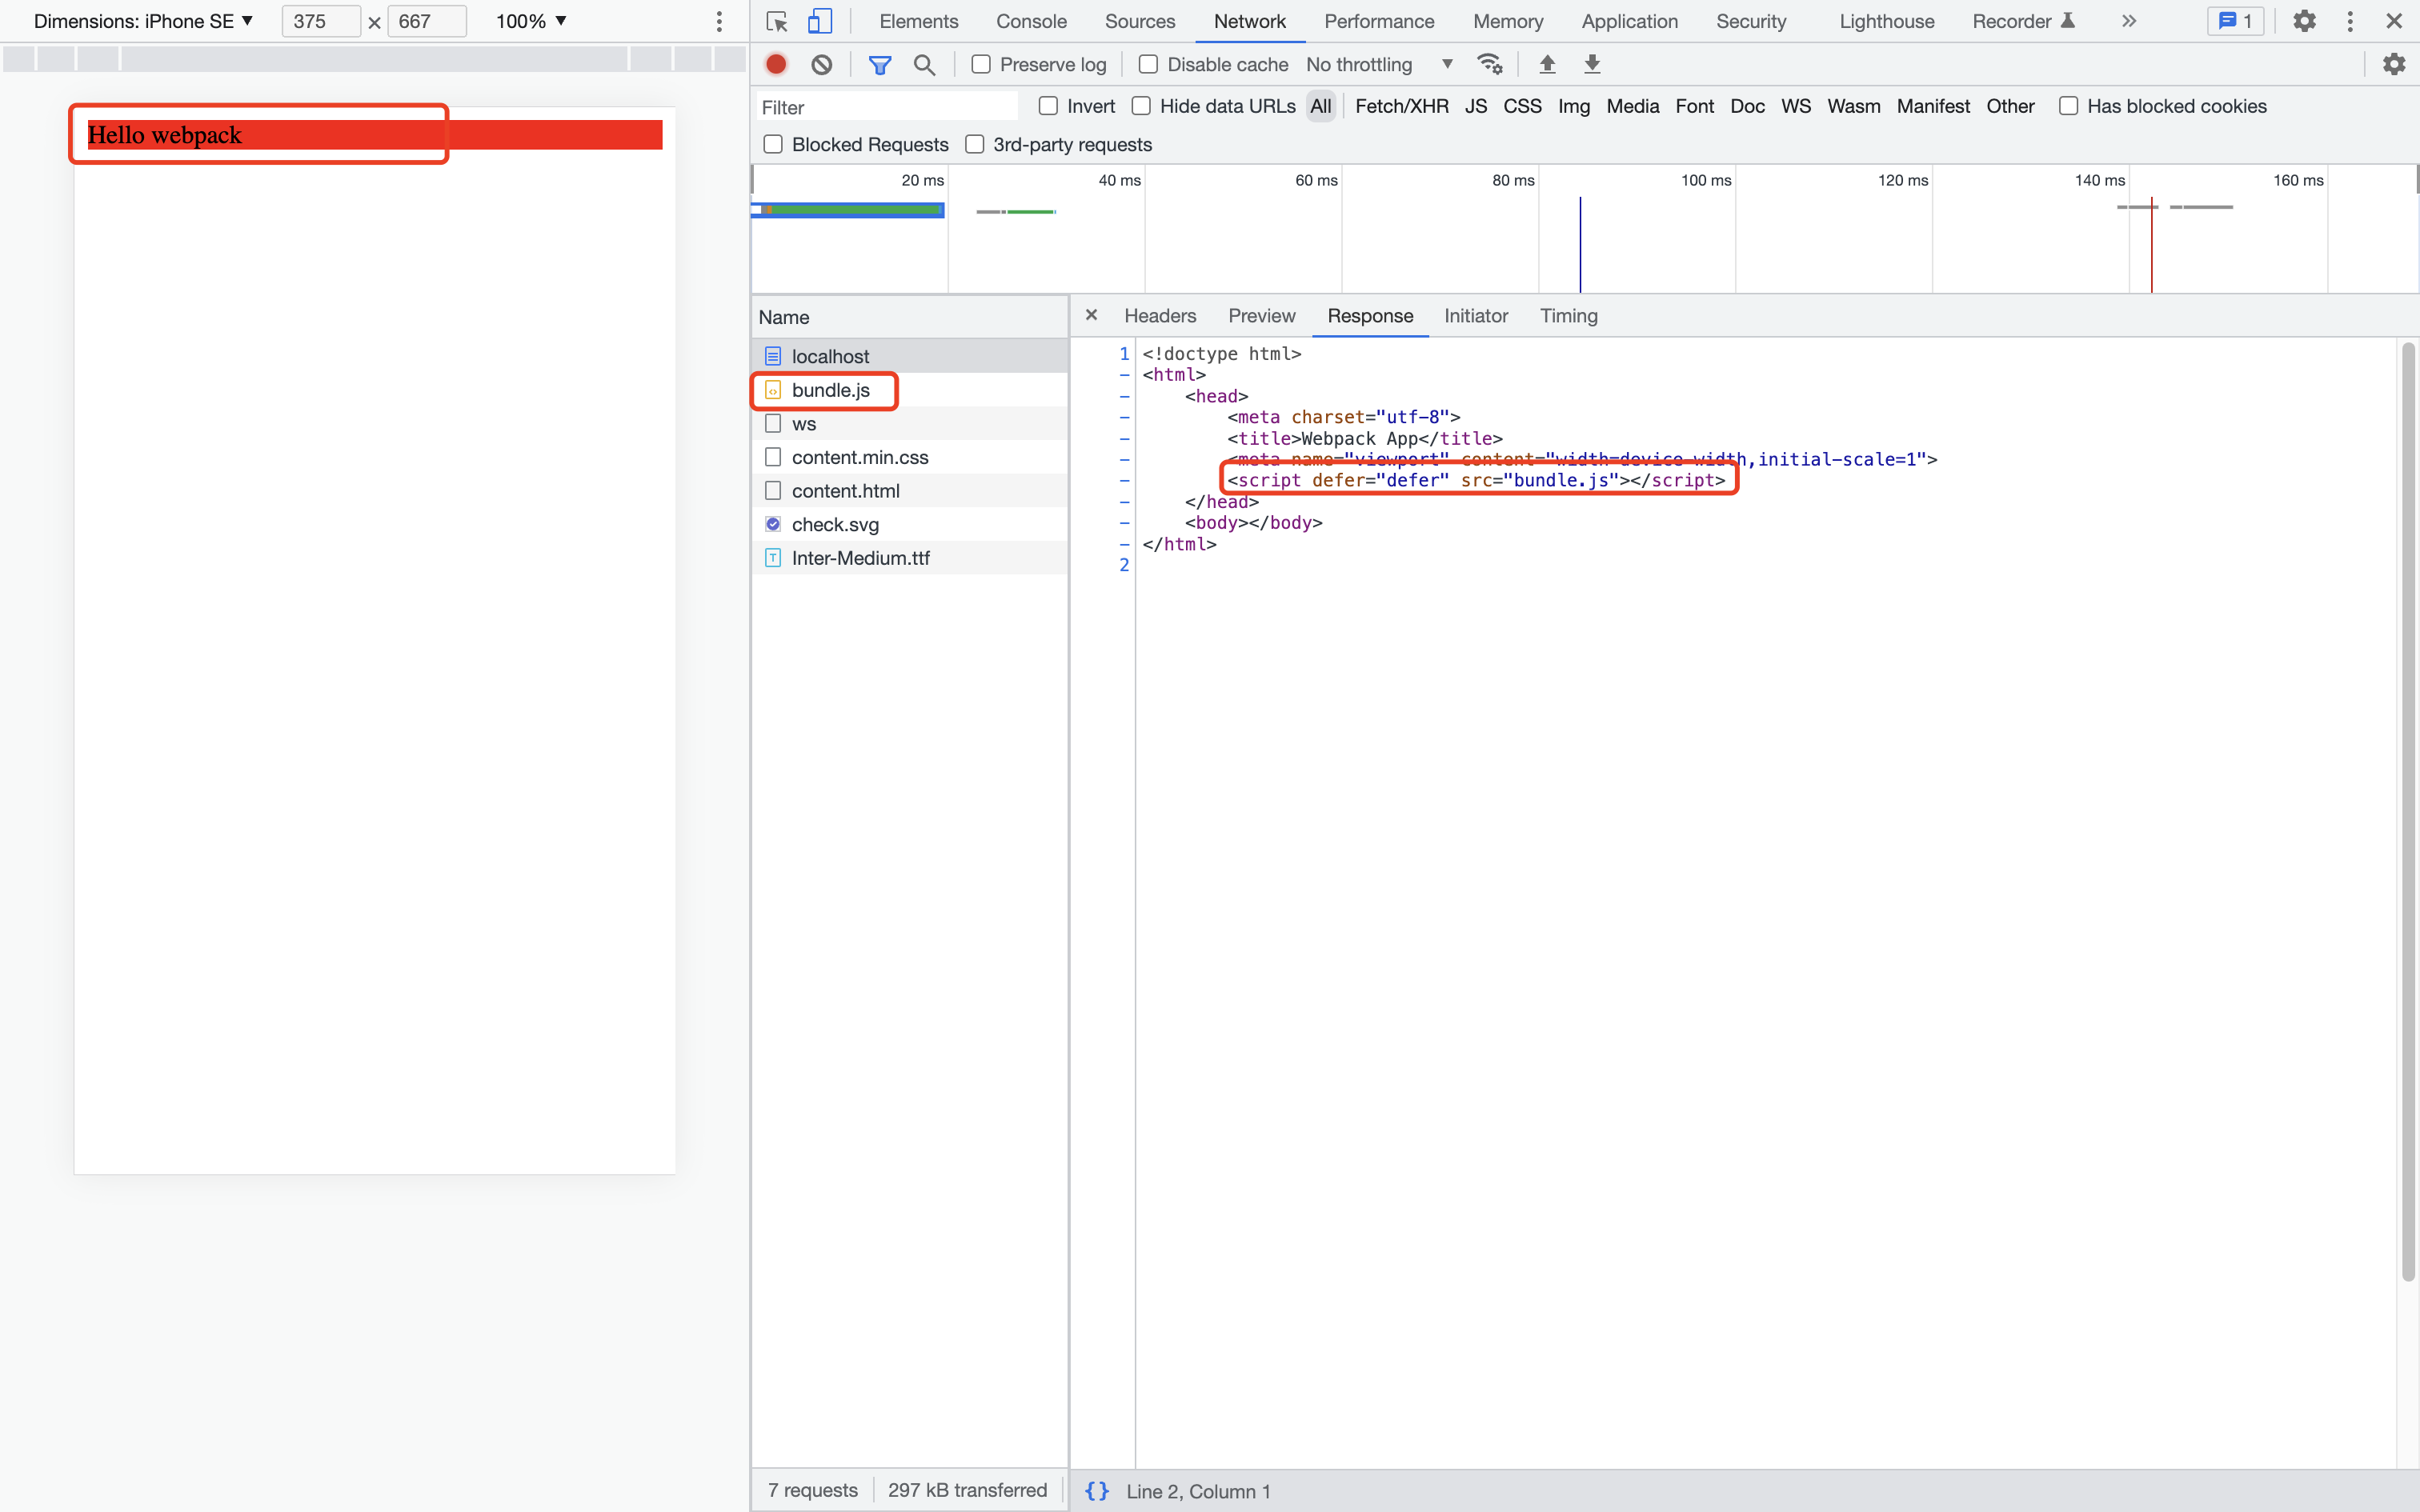 Dimensions: iPhone SE ▼ 375 × 667 100% ▼
Elements Console Sources Network Performance Memory Application Security Lighthouse Recorder » 1
Preserve log Disable cache No throttling ▼
Filter Invert Hide data URLs All Fetch/XHR JS CSS Img Media Font Doc WS Wasm Manifest Other Has blocked cookies
Blocked Requests 3rd-party requests
20 ms 40 ms 60 ms 80 ms 100 ms 120 ms 140 ms 160 ms
Hello webpack
Name
localhost
bundle.js
ws
content.min.css
content.html
check.svg
Inter-Medium.ttf
7 requests 297 kB transferred
× Headers Preview Response Initiator Timing
1 <!doctype html>
– <html>
– <head>
– <meta charset="utf-8">
– <title>Webpack App</title>
– <meta name="viewport" content="width=device-width,initial-scale=1">
– <script defer="defer" src="bundle.js"></script>
– </head>
– <body></body>
– </html>
2
{} Line 2, Column 1